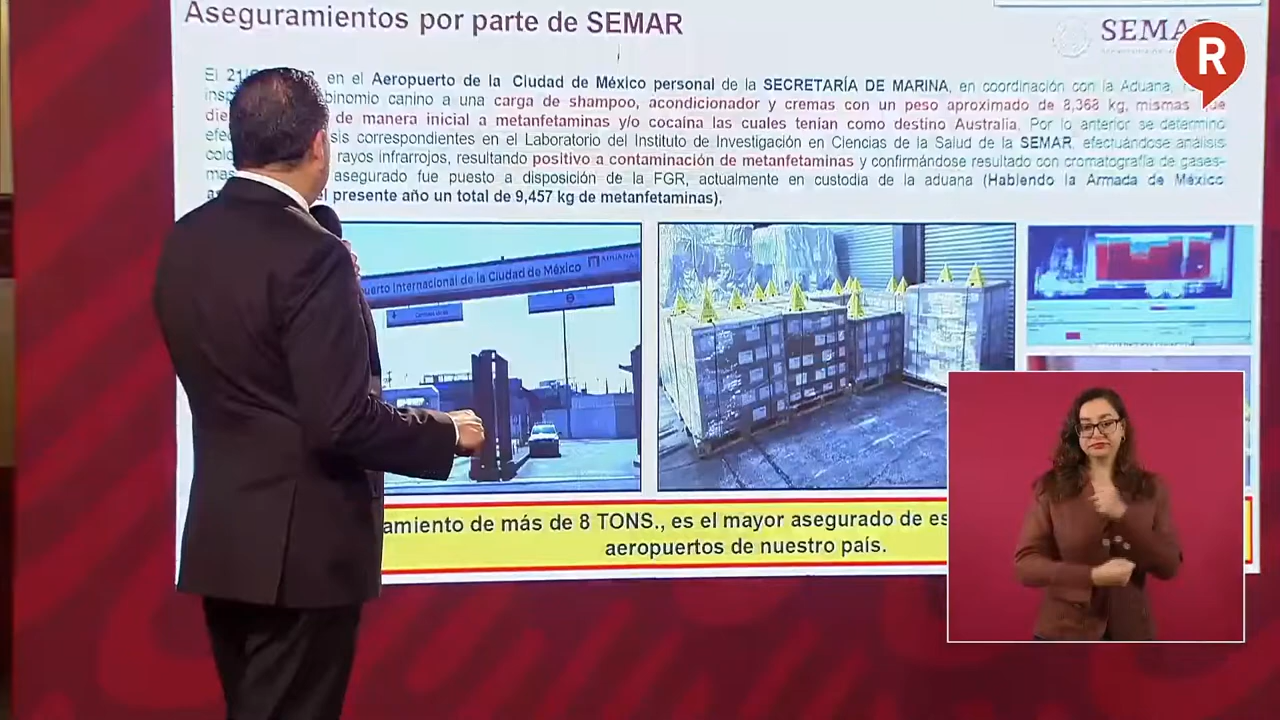 Aseguramientos por parte de SEMAR
SEMAR
R
El 21 en el Aeropuerto de la Ciudad de México personal de la SECRETARÍA DE MARINA, en coordinación con la Aduana,
binomio canino a una carga de shampoo, acondicionador y cremas con un peso aproximado de 8,368 kg, mismas que
de manera inicial a metanfetaminas y/o cocaína las cuales tenían como destino Australia. Por lo anterior se determinó
correspondientes en el Laboratorio del Instituto de Investigación en Ciencias de la Salud de la SEMAR, efectuándose análisis
rayos infrarrojos, resultando positivo a contaminación de metanfetaminas y confirmándose resultado con cromatografía de gases-
asegurado fue puesto a disposición de la FGR, actualmente en custodia de la aduana (Habiendo la Armada de México
presente año un total de 9,457 kg de metanfetaminas).
Internacional de la Ciudad de México ADUANAS
amiento de más de 8 TONS., es el mayor asegurado de es
aeropuertos de nuestro país.